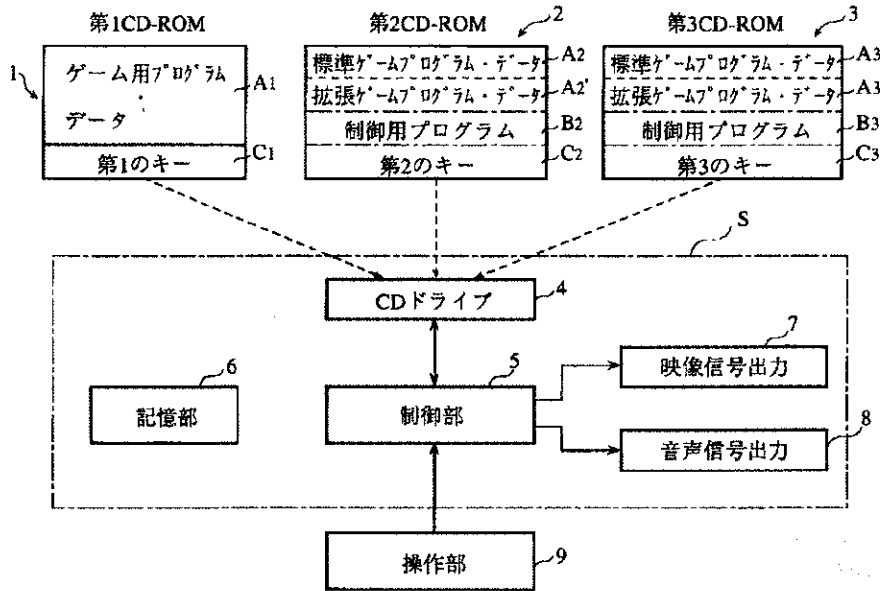 第1CD-ROM
1
ゲーム用プログラム
・
データ
A1
第1のキー
C1
第2CD-ROM
2
標準ゲームプログラム・データ
A2
拡張ゲームプログラム・データ
A2'
制御用プログラム
B2
第2のキー
C2
第3CD-ROM
3
標準ゲームプログラム・データ
A3
拡張ゲームプログラム・データ
A3
制御用プログラム
B3
第3のキー
C3
S
CDドライブ
4
記憶部
6
制御部
5
映像信号出力
7
音声信号出力
8
操作部
9